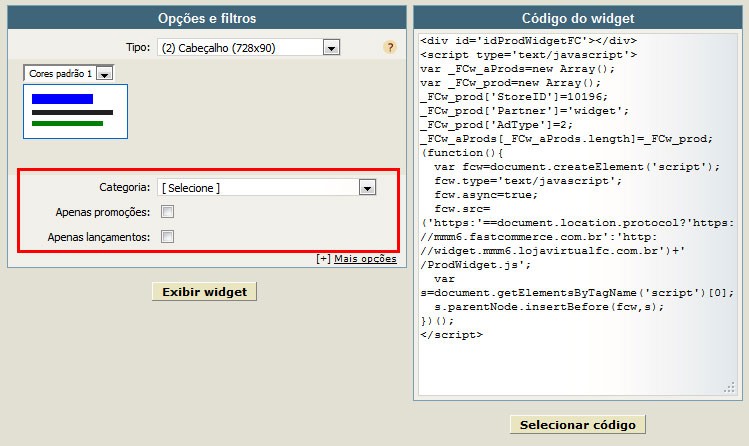 Opções e filtros
Tipo: (2) Cabeçalho (728x90) ?
Cores padrão 1
Categoria: [ Selecione ]
Apenas promoções:
Apenas lançamentos:
[+] Mais opções
Exibir widget
Código do widget
<div id='idProdWidgetFC'></div>
<script type='text/javascript'>
var _FCw_aProds=new Array();
var _FCw_prod=new Array();
_FCw_prod['StoreID']=10196;
_FCw_prod['Partner']='widget';
_FCw_prod['AdType']=2;
_FCw_aProds[_FCw_aProds.length]=_FCw_prod;
(function(){
  var fcw=document.createElement('script');
  fcw.type='text/javascript';
  fcw.async=true;
  fcw.src=
('https:'==document.location.protocol?'https:
//mmm6.fastcommerce.com.br':'http:
//widget.mmm6.lojavirtualfc.com.br')+'
/ProdWidget.js';
  var
s=document.getElementsByTagName('script')[0];
  s.parentNode.insertBefore(fcw,s);
})();
</script>
Selecionar código